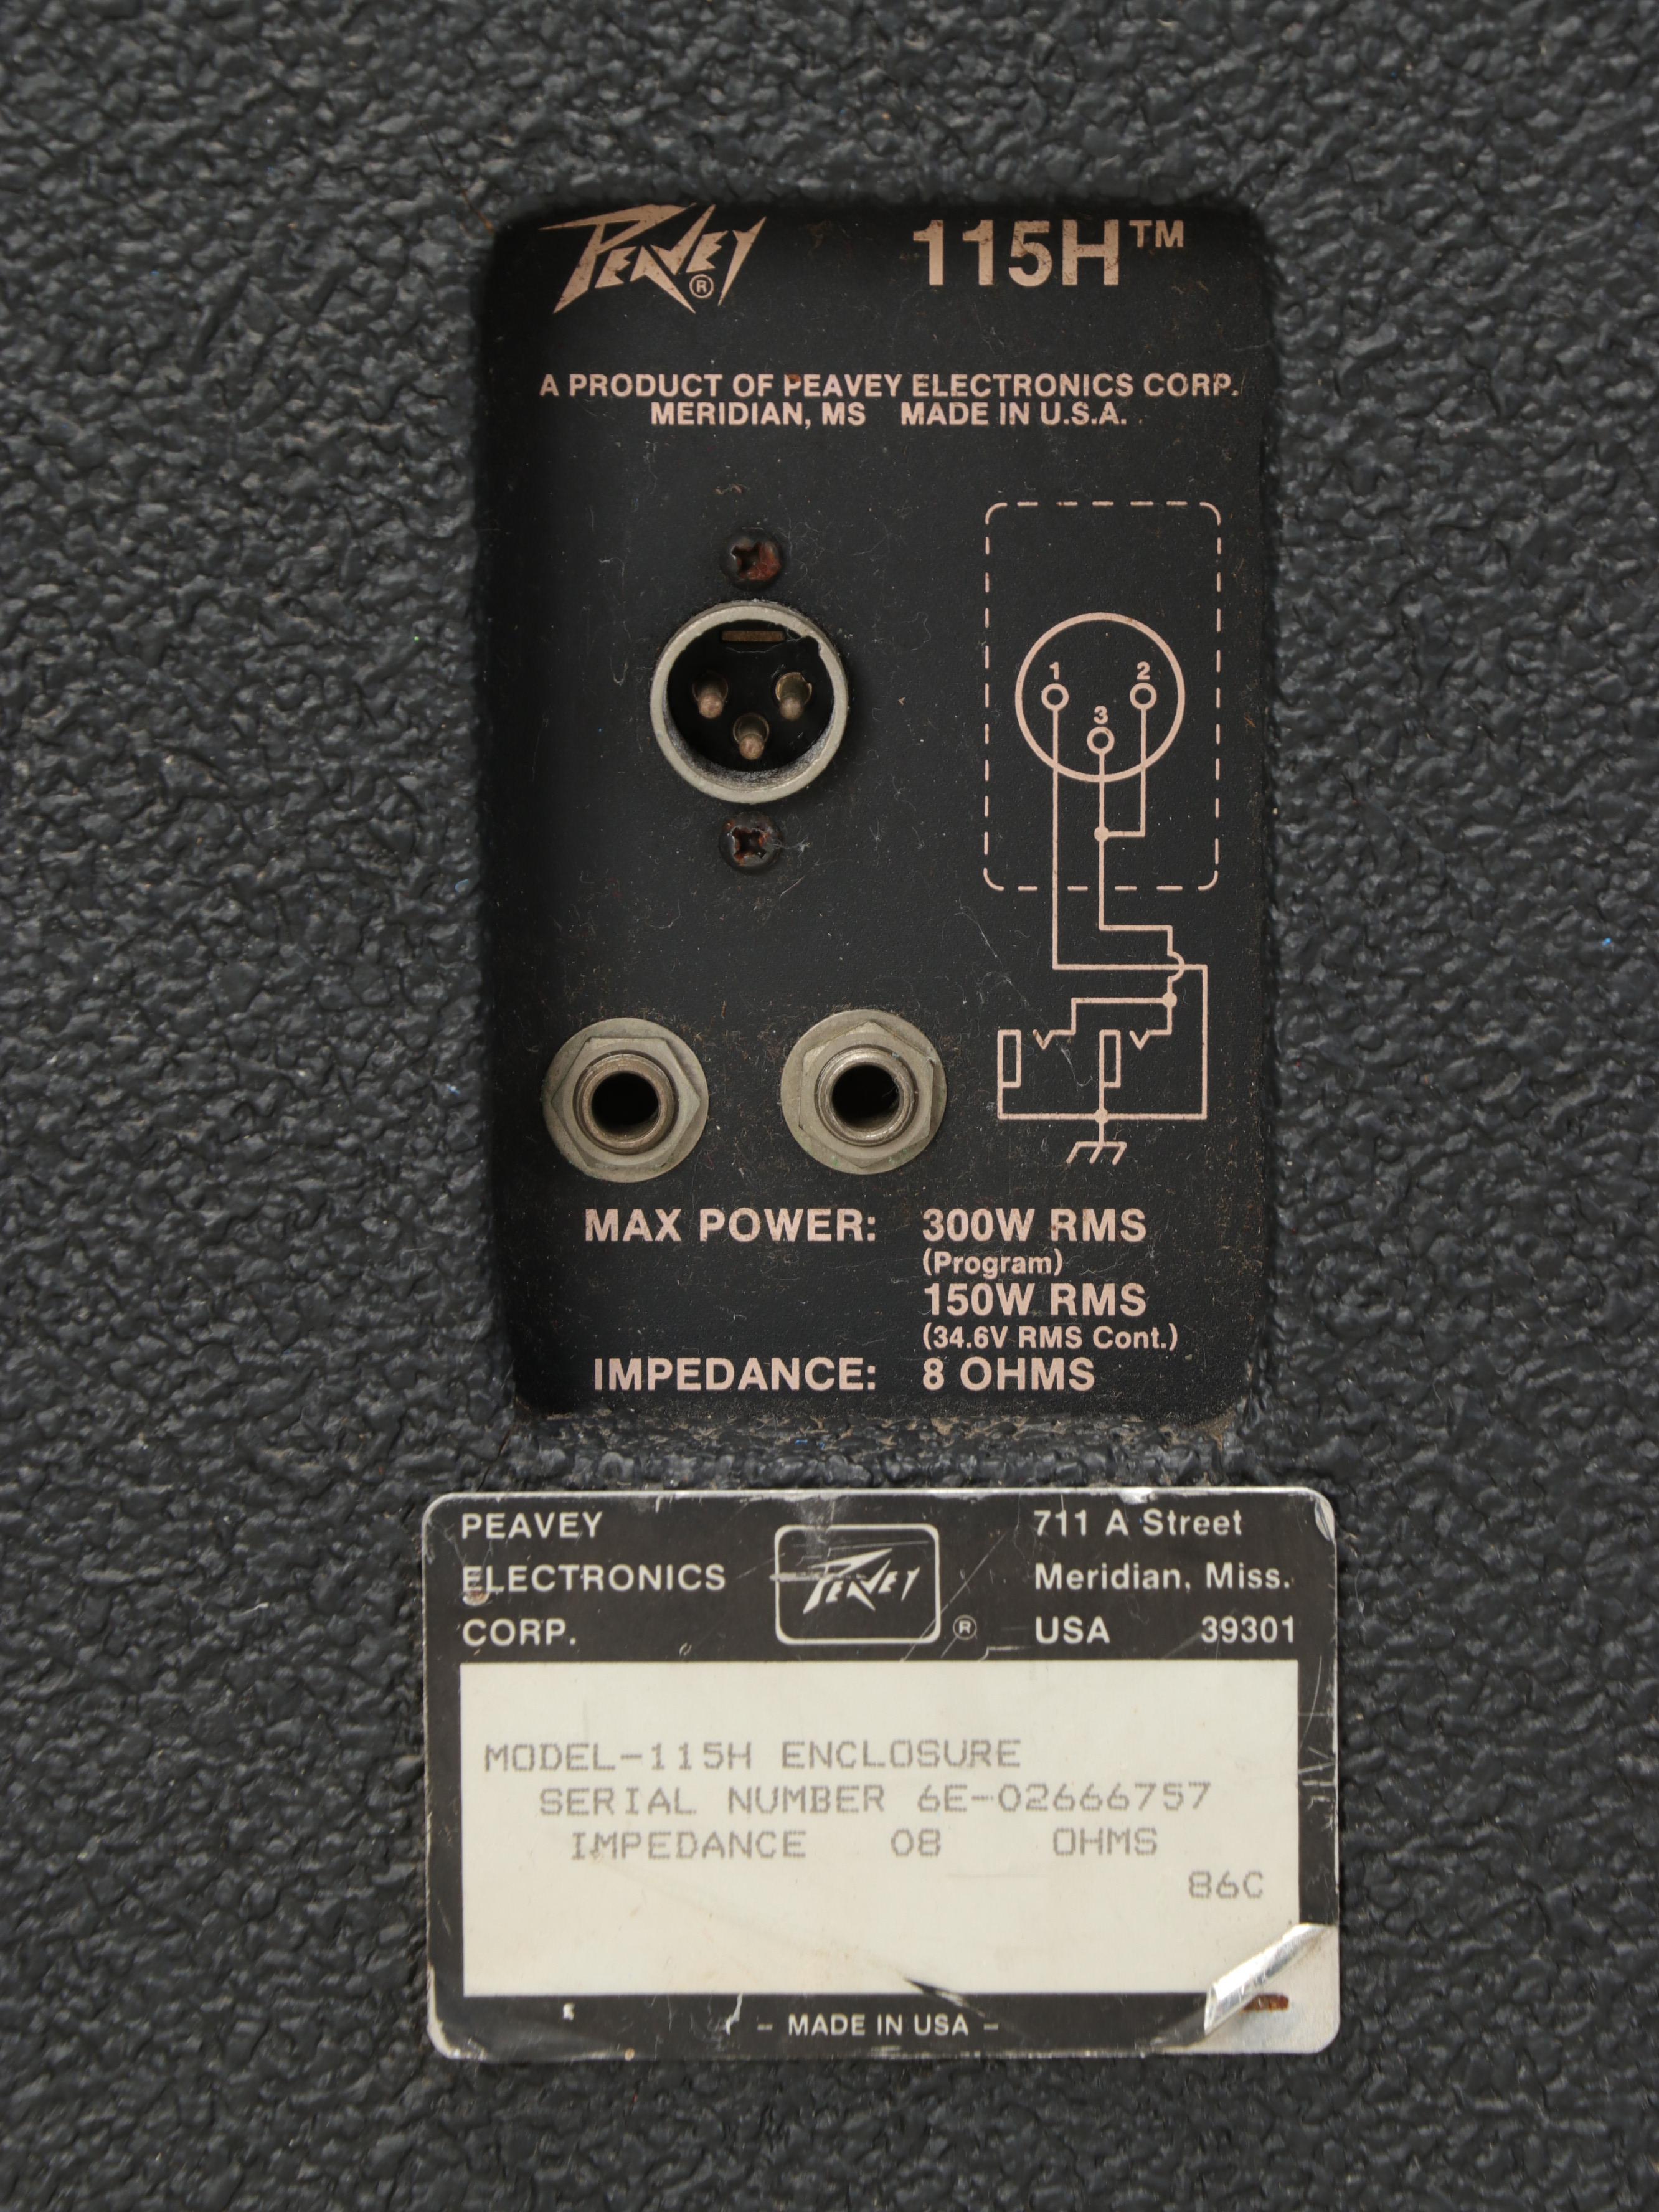 PEAVEY ® 115H™
A PRODUCT OF PEAVEY ELECTRONICS CORP.
MERIDIAN, MS MADE IN U.S.A.
1 2
3
MAX POWER: 300W RMS
(Program)
150W RMS
(34.6V RMS Cont.)
IMPEDANCE: 8 OHMS
PEAVEY
ELECTRONICS
CORP.
PEAVEY ®
711 A Street
Meridian, Miss.
USA 39301
MODEL-115H ENCLOSURE
SERIAL NUMBER 6E-02666757
IMPEDANCE 08 OHMS
86C
– MADE IN USA –